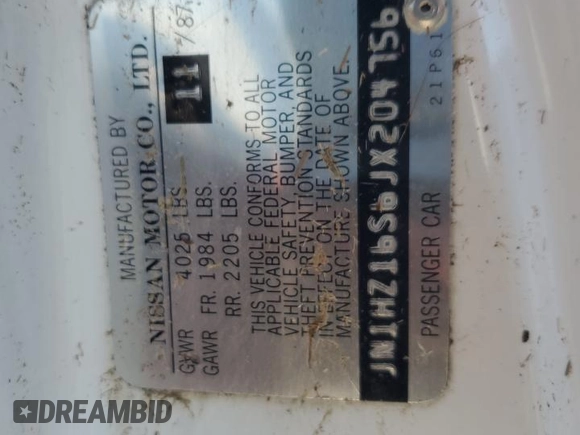 MANUFACTURED BY
NISSAN MOTOR CO., LTD.
11 / 87
GVWR 4025 LBS.
GAWR FR. 1984 LBS.
RR. 2205 LBS.
THIS VEHICLE CONFORMS TO ALL
APPLICABLE FEDERAL MOTOR
VEHICLE SAFETY, BUMPER, AND
THEFT PREVENTION STANDARDS
IN EFFECT ON THE DATE OF
MANUFACTURE SHOWN ABOVE.
JN1HZ16S6JX204756
PASSENGER CAR
21P61
DREAMBID